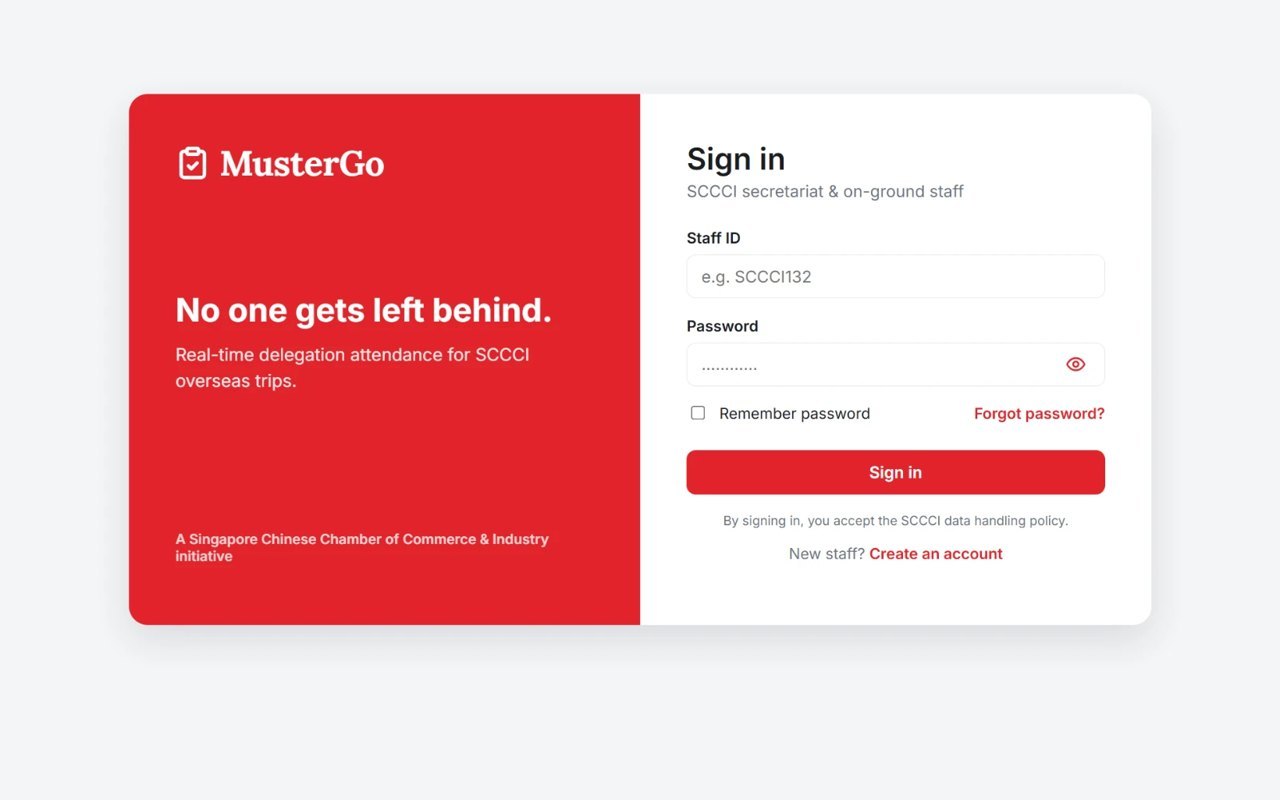 MusterGo
No one gets left behind.
Real-time delegation attendance for SCCCI
overseas trips.
A Singapore Chinese Chamber of Commerce & Industry
initiative
Sign in
SCCCI secretariat & on-ground staff
Staff ID
e.g. SCCCI132
Password
............
Remember password
Forgot password?
Sign in
By signing in, you accept the SCCCI data handling policy.
New staff? Create an account